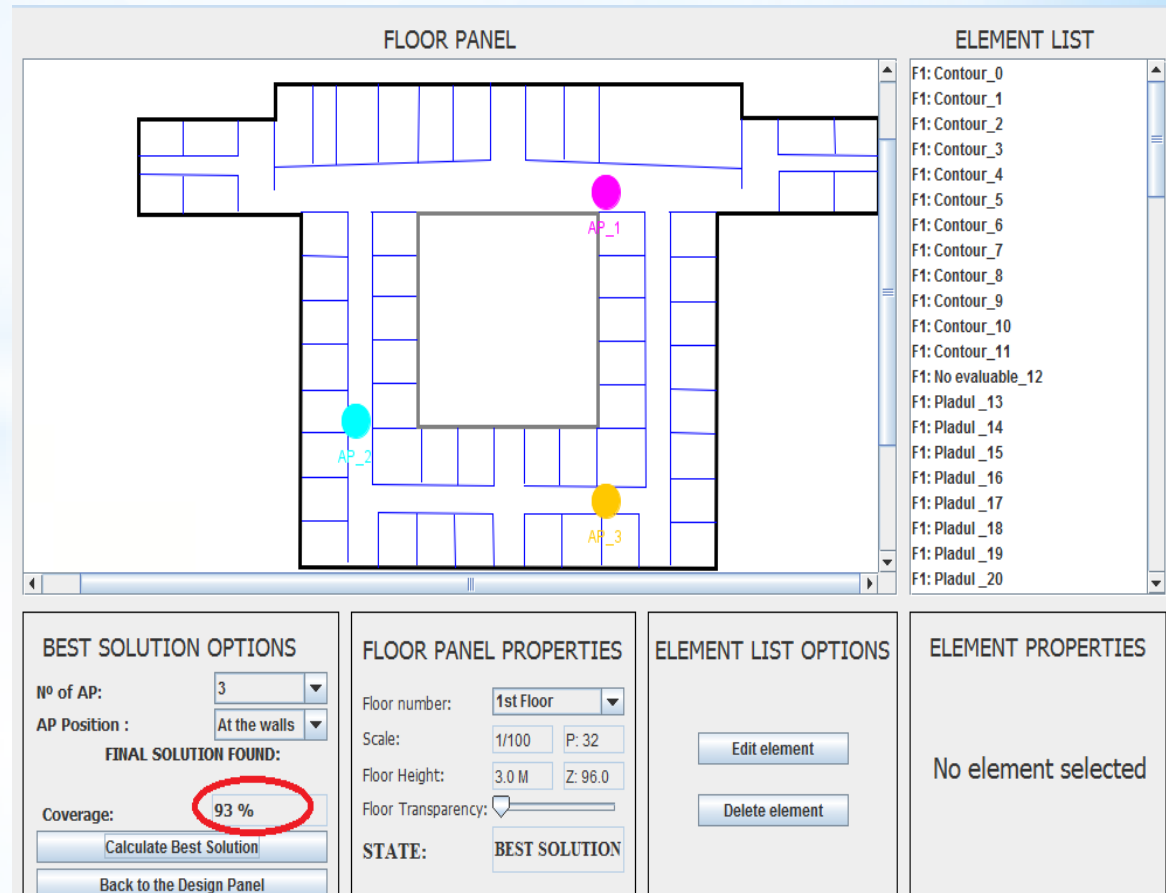 FLOOR PANEL
ELEMENT LIST
AP_1
AP_2
AP_3
F1: Contour_0
F1: Contour_1
F1: Contour_2
F1: Contour_3
F1: Contour_4
F1: Contour_5
F1: Contour_6
F1: Contour_7
F1: Contour_8
F1: Contour_9
F1: Contour_10
F1: Contour_11
F1: No evaluable_12
F1: Pladul _13
F1: Pladul _14
F1: Pladul _15
F1: Pladul _16
F1: Pladul _17
F1: Pladul _18
F1: Pladul _19
F1: Pladul _20
BEST SOLUTION OPTIONS
Nº of AP: 3
AP Position : At the walls
FINAL SOLUTION FOUND:
Coverage: 93 %
Calculate Best Solution
Back to the Design Panel
FLOOR PANEL PROPERTIES
Floor number: 1st Floor
Scale: 1/100 P: 32
Floor Height: 3.0 M Z: 96.0
Floor Transparency:
STATE: BEST SOLUTION
ELEMENT LIST OPTIONS
Edit element
Delete element
ELEMENT PROPERTIES
No element selected